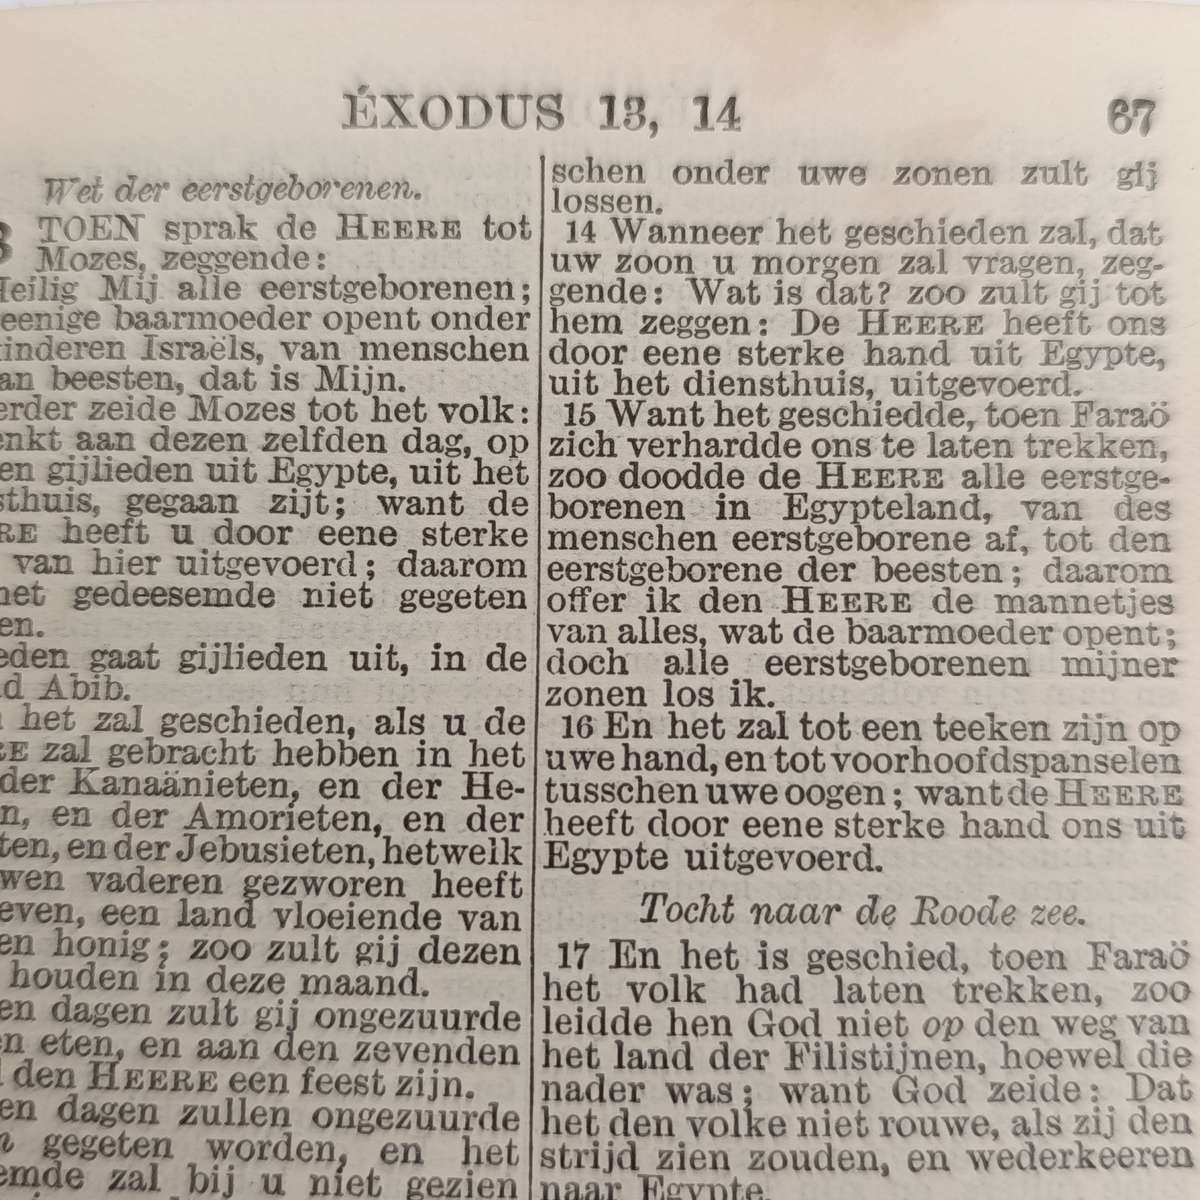 ÉXODUS 13, 14
67
Wet der eerstgeborenen.
TOEN sprak de HEERE tot
Mozes, zeggende:
Heilig Mij alle eerstgeborenen;
eenige baarmoeder opent onder
kinderen Israëls, van menschen
beesten, dat is Mijn.
zeide Mozes tot het volk:
aan dezen zelfden dag, op
gijlieden uit Egypte, uit het
gegaan zijt; want de
heeft u door eene sterke
van hier uitgevoerd; daarom
gedeesemde niet gegeten
gaat gijlieden uit, in de
Abib.
het zal geschieden, als u de
zal gebracht hebben in het
der Kanaänieten, en der He-
en der Amorieten, en der
en der Jebusieten, hetwelk
vaderen gezworen heeft
een land vloeiende van
honig; zoo zult gij dezen
houden in deze maand.
dagen zult gij ongezuurde
eten, en aan den zevenden
den HEERE een feest zijn.
dagen zullen ongezuurde
gegeten worden, en het
zal bij u niet gezien
schen onder uwe zonen zult gij
lossen.
14 Wanneer het geschieden zal, dat
uw zoon u morgen zal vragen, zeg-
gende: Wat is dat? zoo zult gij tot
hem zeggen: De HEERE heeft ons
door eene sterke hand uit Egypte,
uit het diensthuis, uitgevoerd.
15 Want het geschiedde, toen Faraö
zich verhardde ons te laten trekken,
zoo doodde de HEERE alle eerstge-
borenen in Egypteland, van des
menschen eerstgeborene af, tot den
eerstgeborene der beesten; daarom
offer ik den HEERE de mannetjes
van alles, wat de baarmoeder opent;
doch alle eerstgeborenen mijner
zonen los ik.
16 En het zal tot een teeken zijn op
uwe hand, en tot voorhoofdspanselen
tusschen uwe oogen; want de HEERE
heeft door eene sterke hand ons uit
Egypte uitgevoerd.
Tocht naar de Roode zee.
17 En het is geschied, toen Faraö
het volk had laten trekken, zoo
leidde hen God niet op den weg van
het land der Filistijnen, hoewel die
nader was; want God zeide: Dat
het den volke niet rouwe, als zij den
strijd zien zouden, en wederkeeren
naar Egypte.